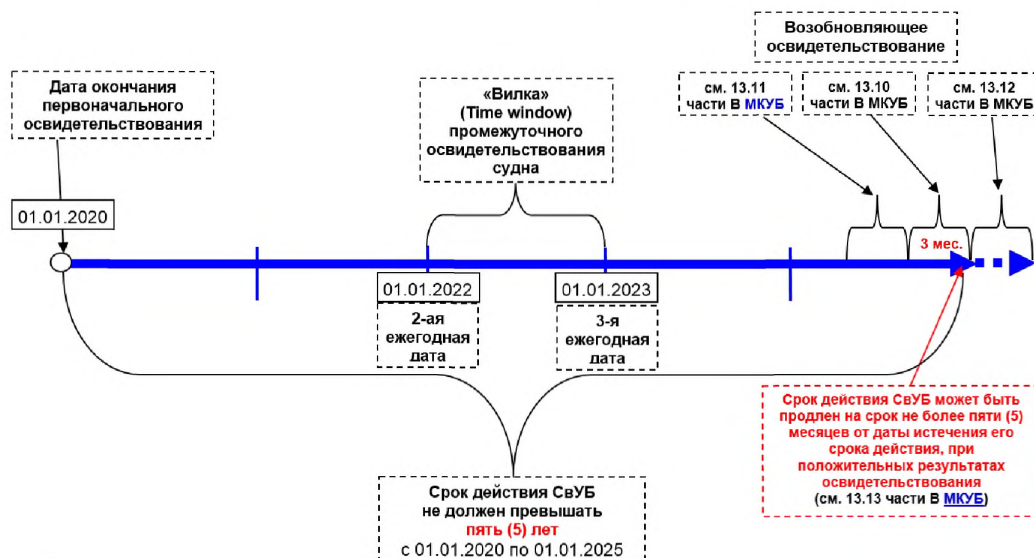 Возобновляющее
освидетельствование
Дата окончания
первоначального
освидетельствования
«Вилка»
(Time window)
промежуточного
освидетельствования
судна
см. 13.11
части В МКУБ
см. 13.10
части В МКУБ
см. 13.12
части В МКУБ
01.01.2020
3 мес.
01.01.2022
01.01.2023
2-ая
ежегодная
дата
3-я
ежегодная
дата
Срок действия СвУБ может быть
продлен на срок не более пяти (5)
месяцев от даты истечения его
срока действия, при
положительных результатах
освидетельствования
(см. 13.13 части В МКУБ)
Срок действия СвУБ
не должен превышать
пять (5) лет
с 01.01.2020 по 01.01.2025